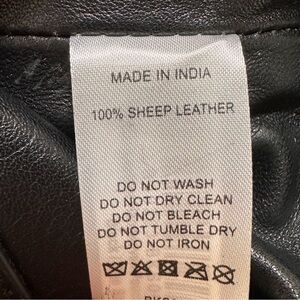 MADE IN INDIA
100% SHEEP LEATHER
DO NOT WASH
DO NOT DRY CLEAN
DO NOT BLEACH
DO NOT TUMBLE DRY
DO NOT IRON